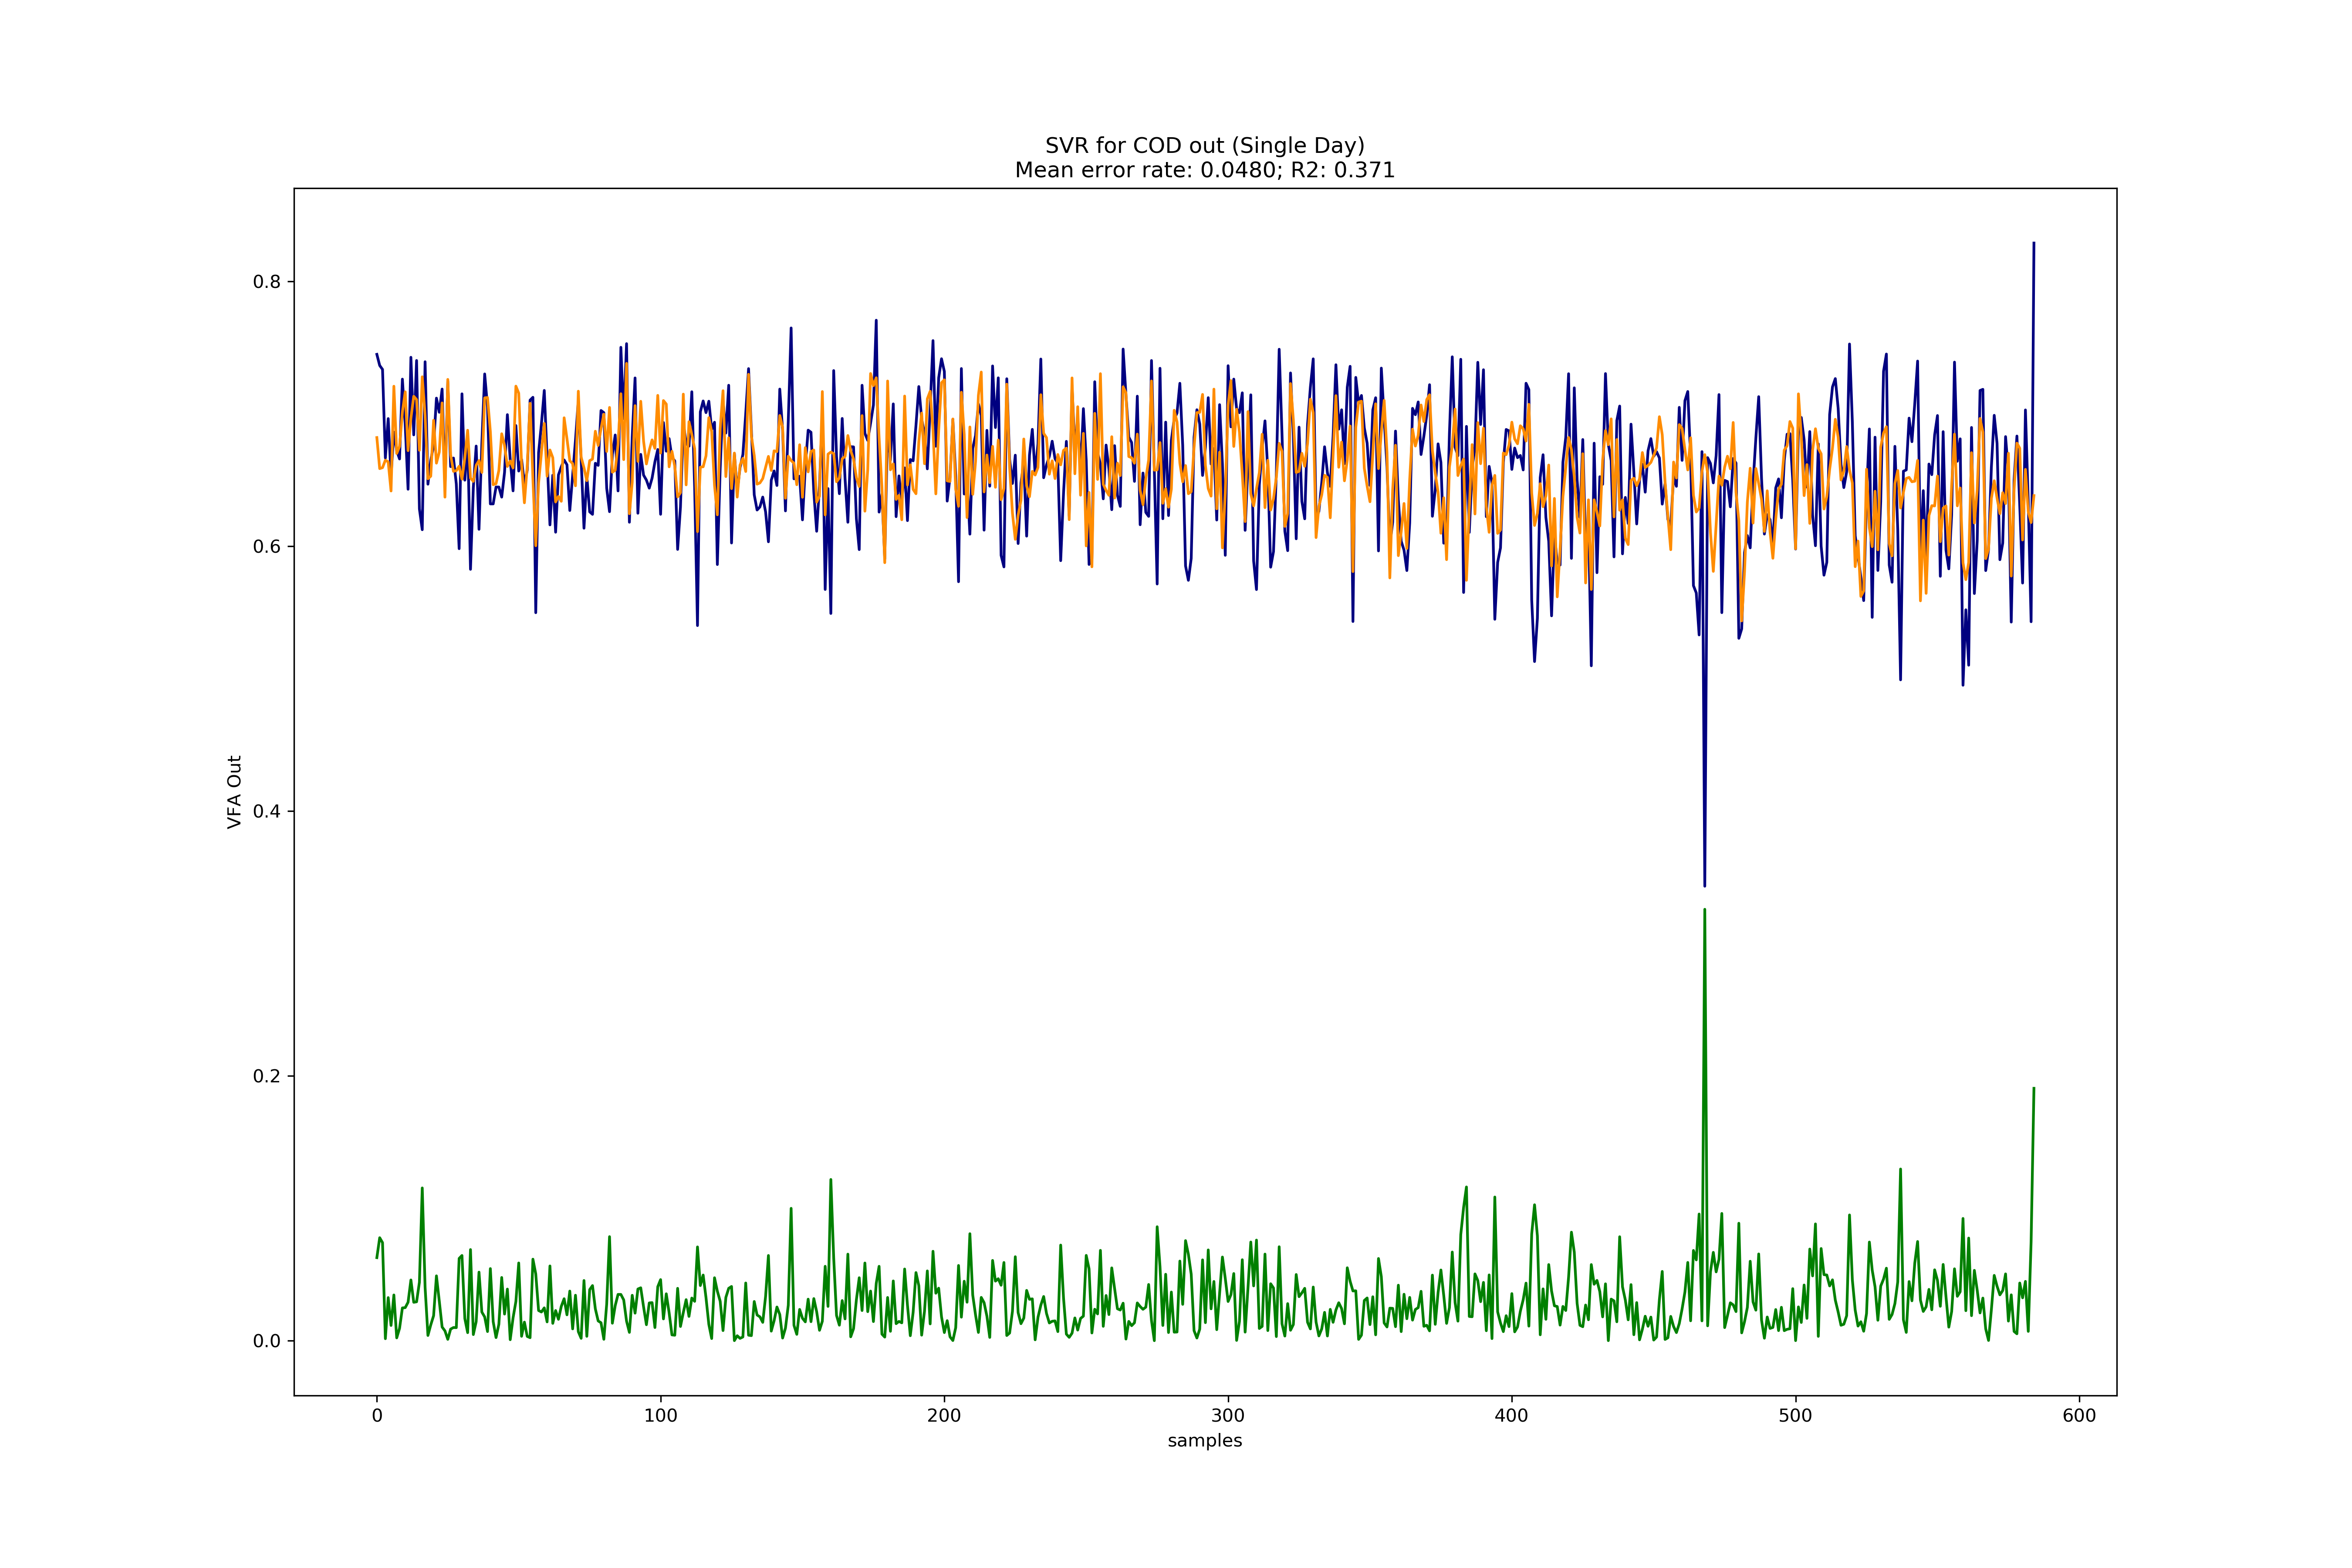 SVR for COD out (Single Day)
Mean error rate: 0.0480; R2: 0.371
0.8
0.6
0.4
0.2
0.0
VFA Out
0 100 200 300 400 500 600
samples